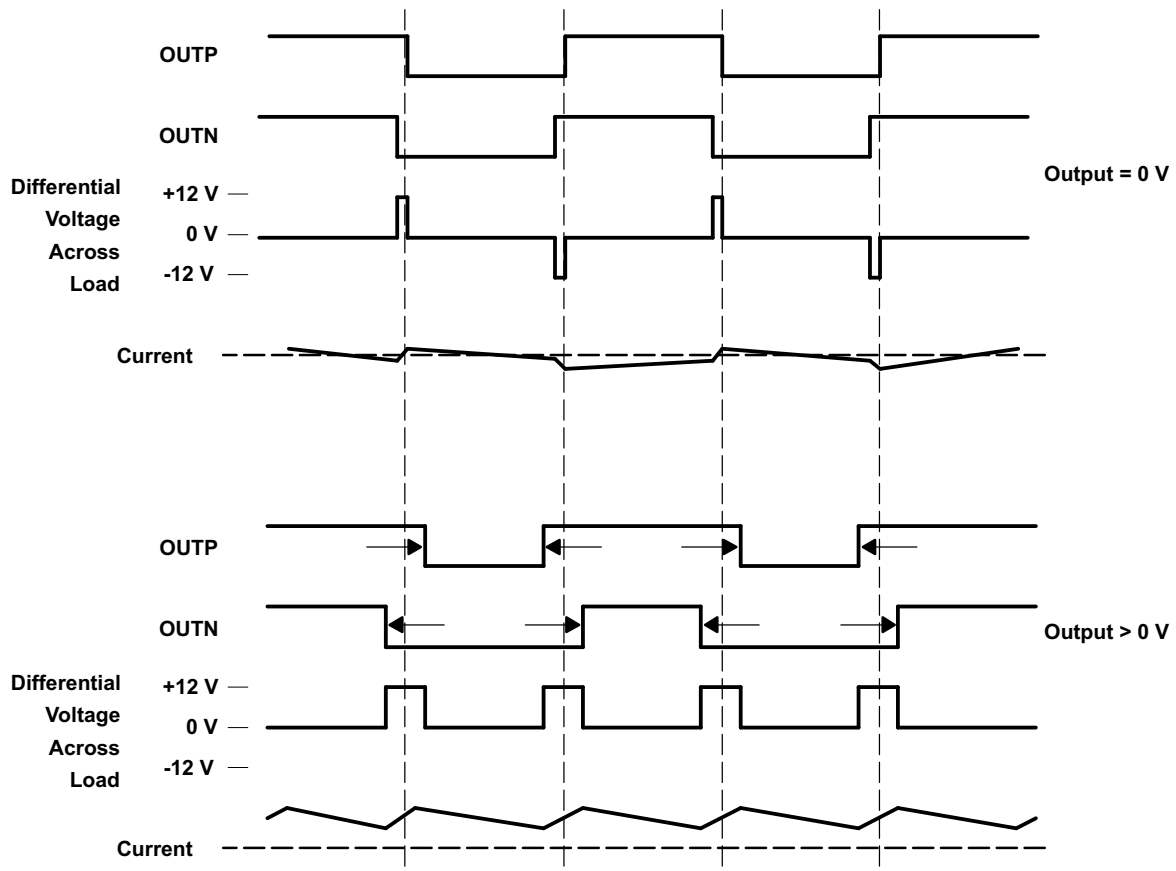 OUTP
OUTN
Output = 0 V
Differential
Voltage
Across
Load
+12 V
0 V
-12 V
Current
OUTP
OUTN
Output > 0 V
Differential
Voltage
Across
Load
+12 V
0 V
-12 V
Current